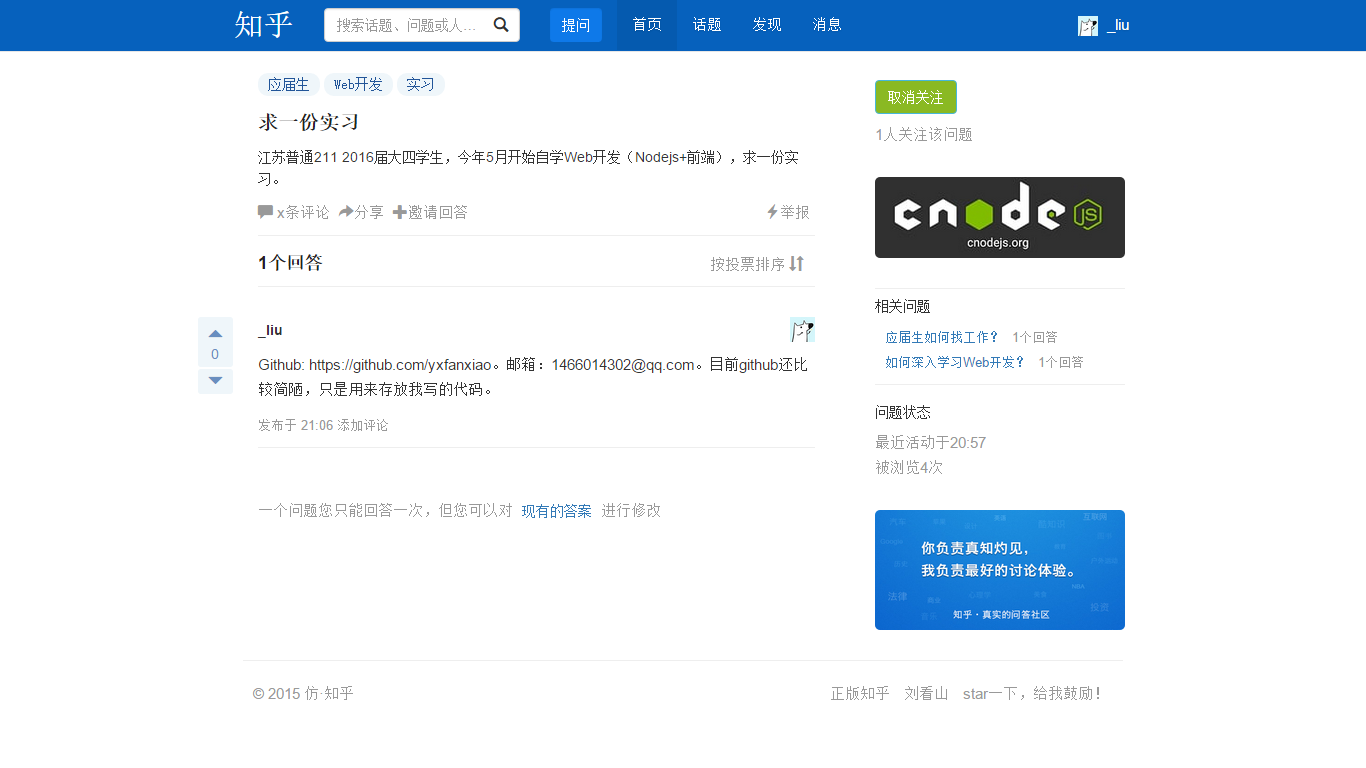 知乎 搜索话题、问题或人... 提问 首页 话题 发现 消息 _liu
应届生 Web开发 实习
求一份实习
江苏普通211 2016届大四学生，今年5月开始自学Web开发（Nodejs+前端），求一份实
习。
x条评论 分享 邀请回答 举报
1个回答 按投票排序
0
_liu
Github: https://github.com/yxfanxiao。邮箱：1466014302@qq.com。目前github还比
较简陋，只是用来存放我写的代码。
发布于 21:06 添加评论
一个问题您只能回答一次，但您可以对 现有的答案 进行修改
取消关注
1人关注该问题
cnode JS
cnodejs.org
相关问题
应届生如何找工作？ 1个回答
如何深入学习Web开发？ 1个回答
问题状态
最近活动于20:57
被浏览4次
你负责真知灼见，
我负责最好的讨论体验。
法律
投资
互联网
NBA
知乎·真实的问答社区
© 2015 仿·知乎 正版知乎 刘看山 star一下，给我鼓励！